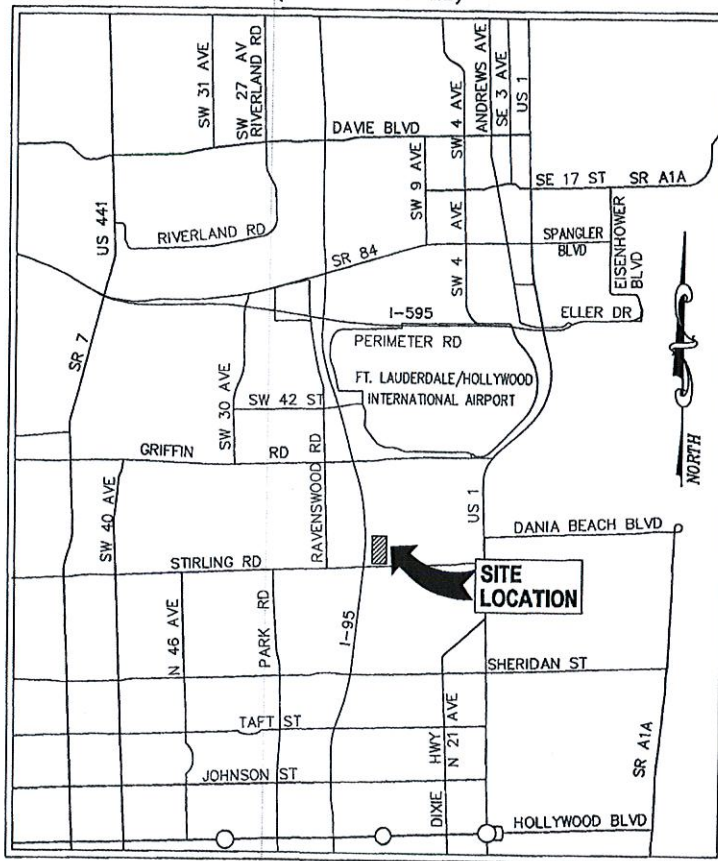 SW 31 AVE
SW 27 AV
RIVERLAND RD
SW 4 AVE
ANDREWS AVE
SE 3 AVE
US 1
DAVIE BLVD
SW 9 AVE
SE 17 ST
SR A1A
US 441
RIVERLAND RD
SR 84
SW 4 AVE
SPANGLER
BLVD
EISENHOWER
BLVD
I-595
ELLER DR
PERIMETER RD
SR 7
FT. LAUDERDALE/HOLLYWOOD
INTERNATIONAL AIRPORT
SW 30 AVE
SW 42 ST
NORTH
GRIFFIN RD
RAVENSWOOD RD
SW 40 AVE
US 1
DANIA BEACH BLVD
STIRLING RD
SITE
LOCATION
N 46 AVE
PARK RD
I-95
SHERIDAN ST
TAFT ST
DIXIE HWY
N 21 AVE
SR A1A
JOHNSON ST
HOLLYWOOD BLVD